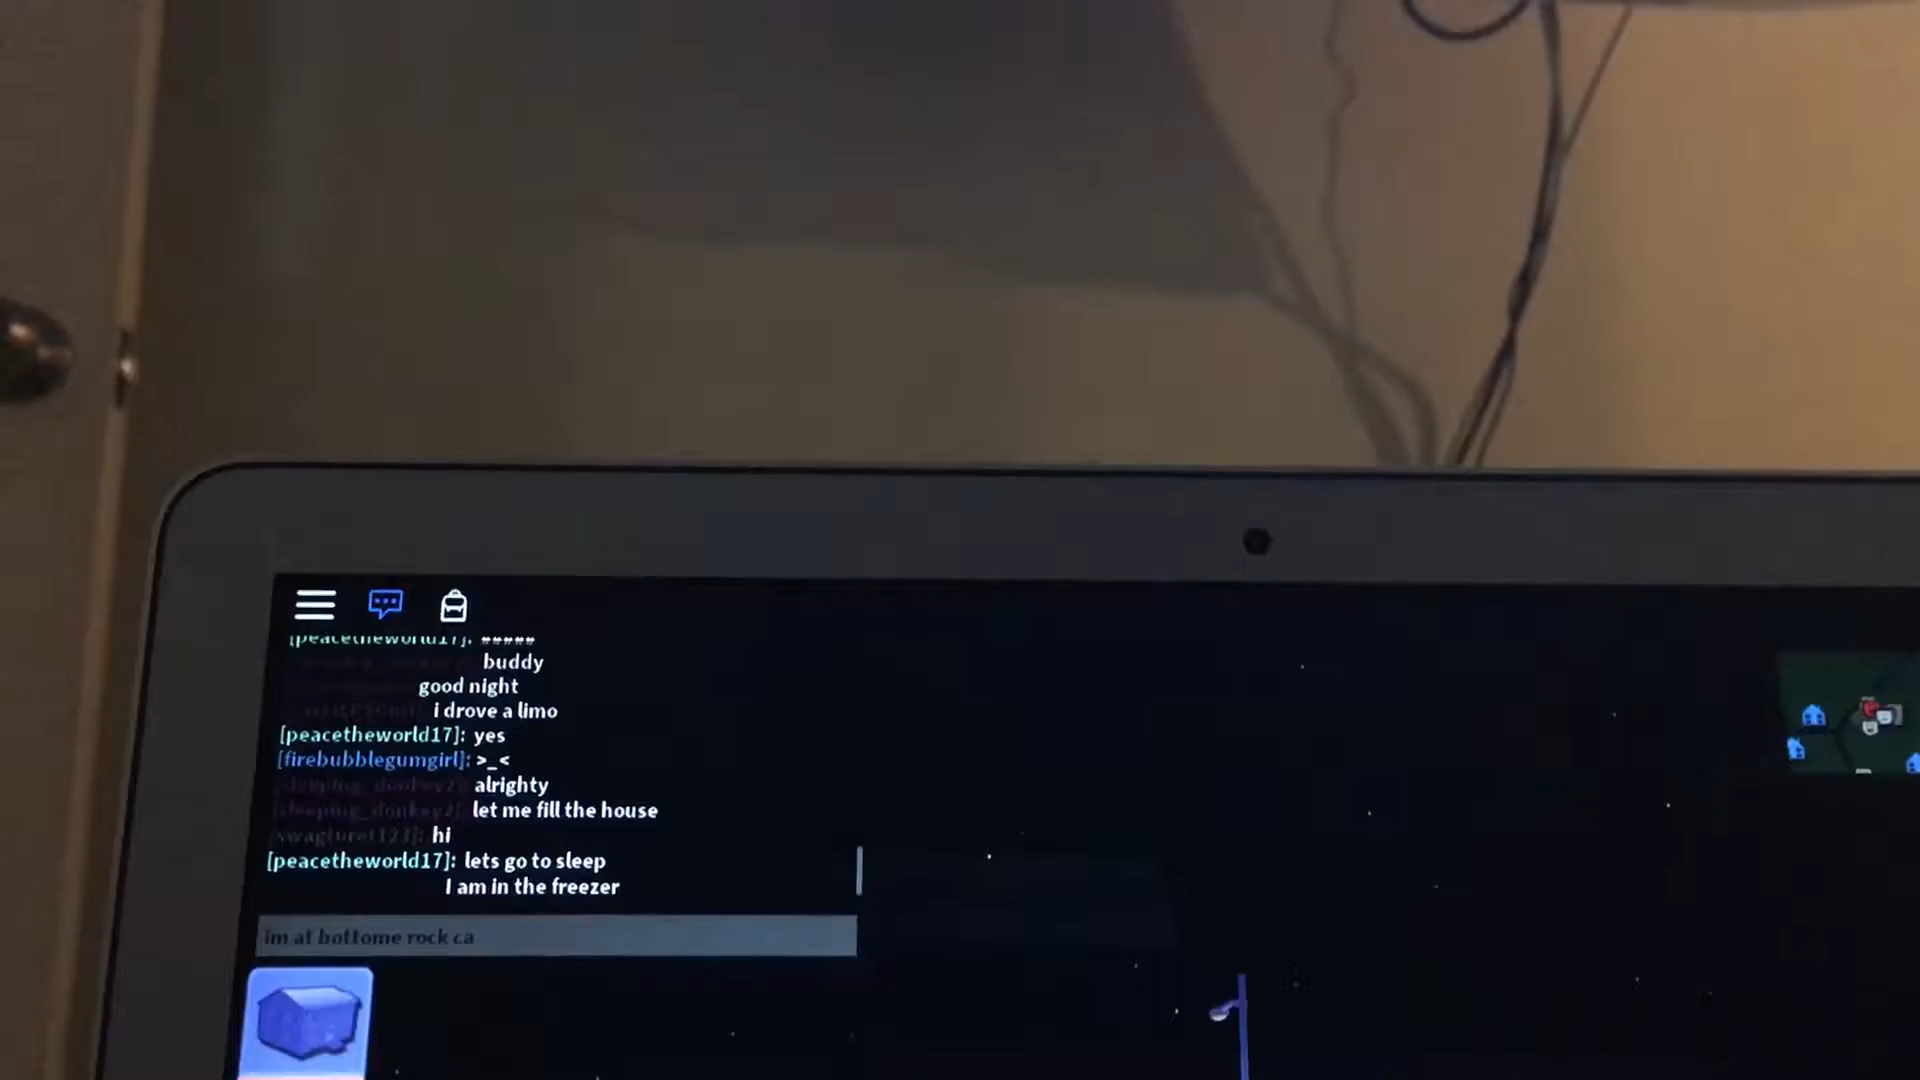 [peacetheworld17]: #####
buddy
good night
i drove a limo
[peacetheworld17]: yes
[firebubblegumgirl]: >_<
alrighty
let me fill the house
hi
[peacetheworld17]: lets go to sleep
I am in the freezer
im at bottome rock ca